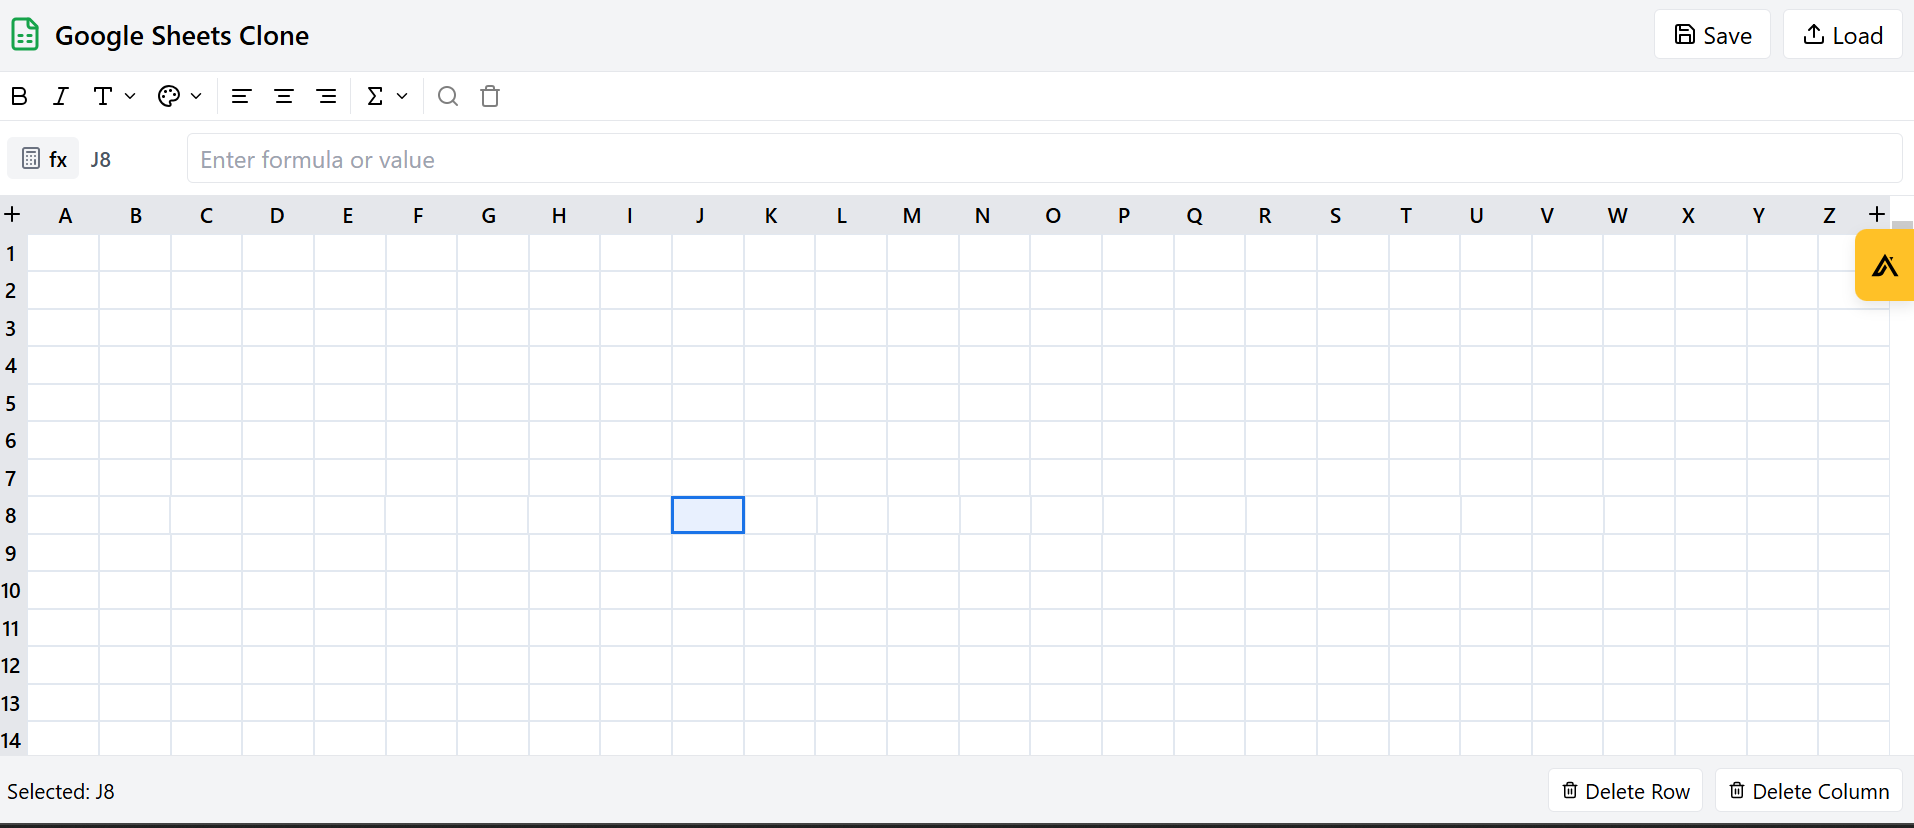 Google Sheets Clone Save Load
B I T Σ
fx J8 Enter formula or value
+ A B C D E F G H I J K L M N O P Q R S T U V W X Y Z +
1
2
3
4
5
6
7
8
9
10
11
12
13
14
Selected: J8 Delete Row Delete Column